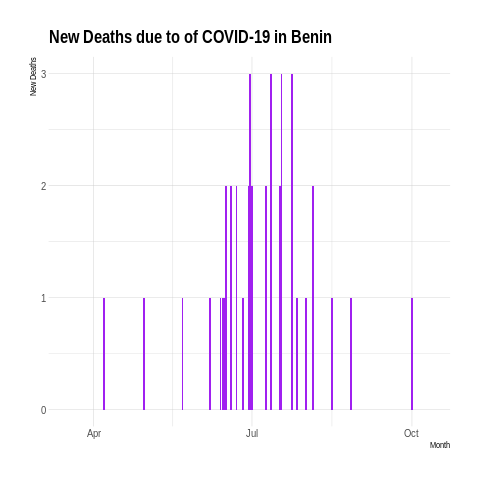 New Deaths due to of COVID-19 in Benin
New Deaths
3
2
1
0
Apr Jul Oct
Month